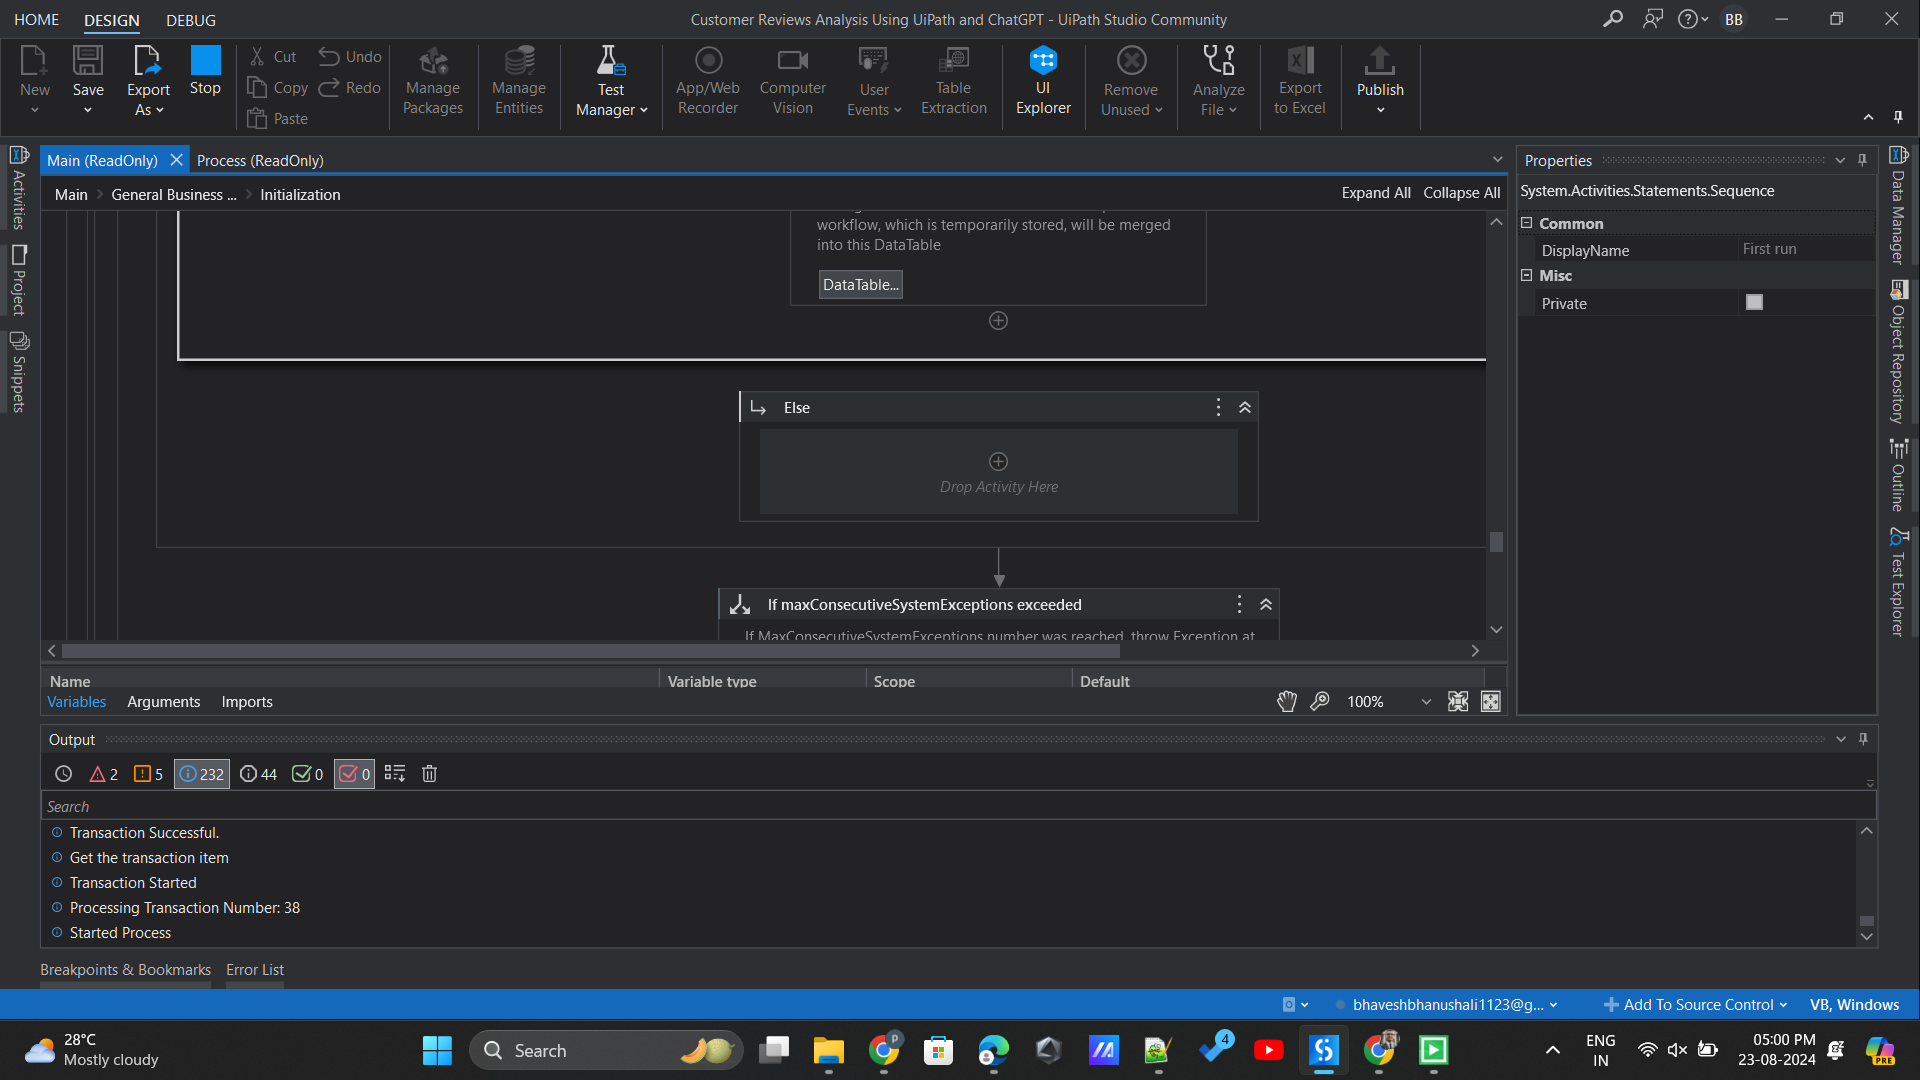 HOME DESIGN DEBUG
Customer Reviews Analysis Using UiPath and ChatGPT - UiPath Studio Community
BB
New
Save
Export
As
Stop
Cut
Copy
Paste
Undo
Redo
Manage
Packages
Manage
Entities
Test
Manager
App/Web
Recorder
Computer
Vision
User
Events
Table
Extraction
UI
Explorer
Remove
Unused
Analyze
File
Export
to Excel
Publish
Activities
Project
Snippets
Main (ReadOnly)
Process (ReadOnly)
Main General Business ... Initialization
Expand All Collapse All
workflow, which is temporarily stored, will be merged
into this DataTable
DataTable...
Else
Drop Activity Here
If maxConsecutiveSystemExceptions exceeded
If MaxConsecutiveSystemExceptions number was reached, throw Exception at
Name Variable type Scope Default
Variables Arguments Imports
100%
Properties
System.Activities.Statements.Sequence
Common
DisplayName First run
Misc
Private
Data Manager
Object Repository
Outline
Test Explorer
Output
2 5 232 44 0 0
Search
Transaction Successful.
Get the transaction item
Transaction Started
Processing Transaction Number: 38
Started Process
Breakpoints & Bookmarks Error List
bhaveshbhanushali1123@g...
Add To Source Control
VB, Windows
28°C
Mostly cloudy
Search
P
4
ENG
IN
05:00 PM
23-08-2024
PRE